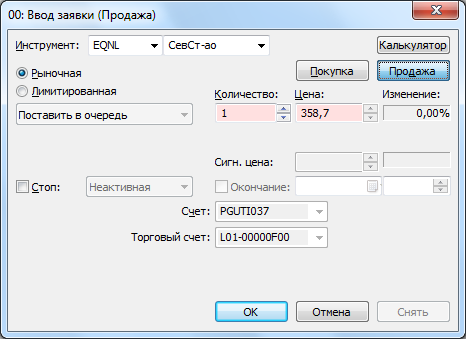 00: Ввод заявки (Продажа)
Инструмент: EQNL СевСт-ао Калькулятор
Рыночная Покупка Продажа
Лимитированная Количество: Цена: Изменение:
Поставить в очередь 1 358,7 0,00%
Сигн. цена:
Стоп: Неактивная Окончание:
Счет: PGUTI037
Торговый счет: L01-00000F00
OK Отмена Снять